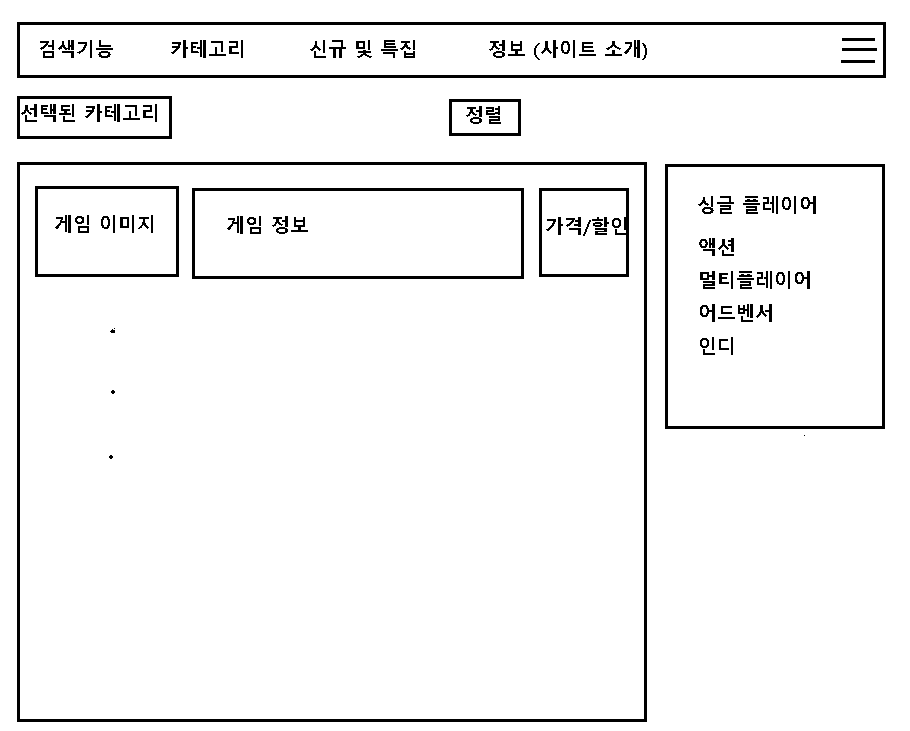 검색기능 카테고리 신규 및 특집 정보 (사이트 소개)
선택된 카테고리 정렬
게임 이미지 게임 정보 가격/할인
싱글 플레이어
액션
멀티플레이어
어드벤서
인디